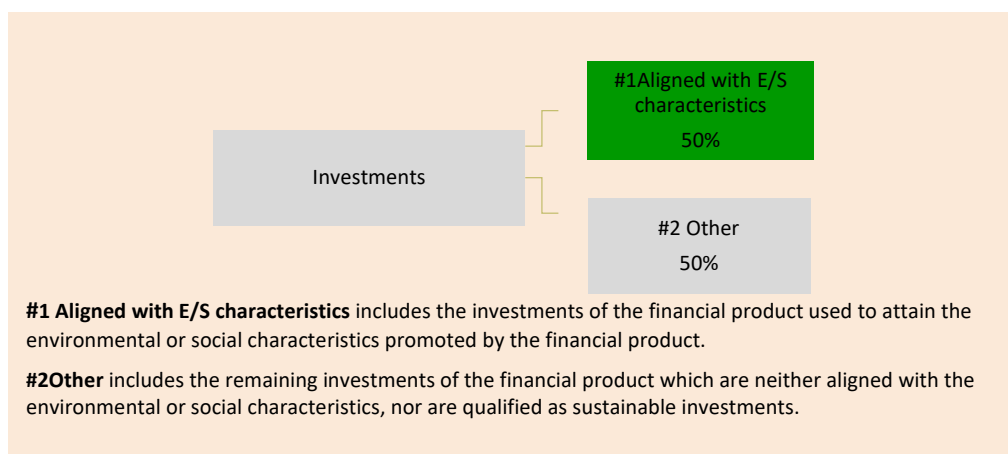 #1Aligned with E/S
characteristics
50%
Investments
#2 Other
50%
#1 Aligned with E/S characteristics includes the investments of the financial product used to attain the
environmental or social characteristics promoted by the financial product.
#2Other includes the remaining investments of the financial product which are neither aligned with the
environmental or social characteristics, nor are qualified as sustainable investments.